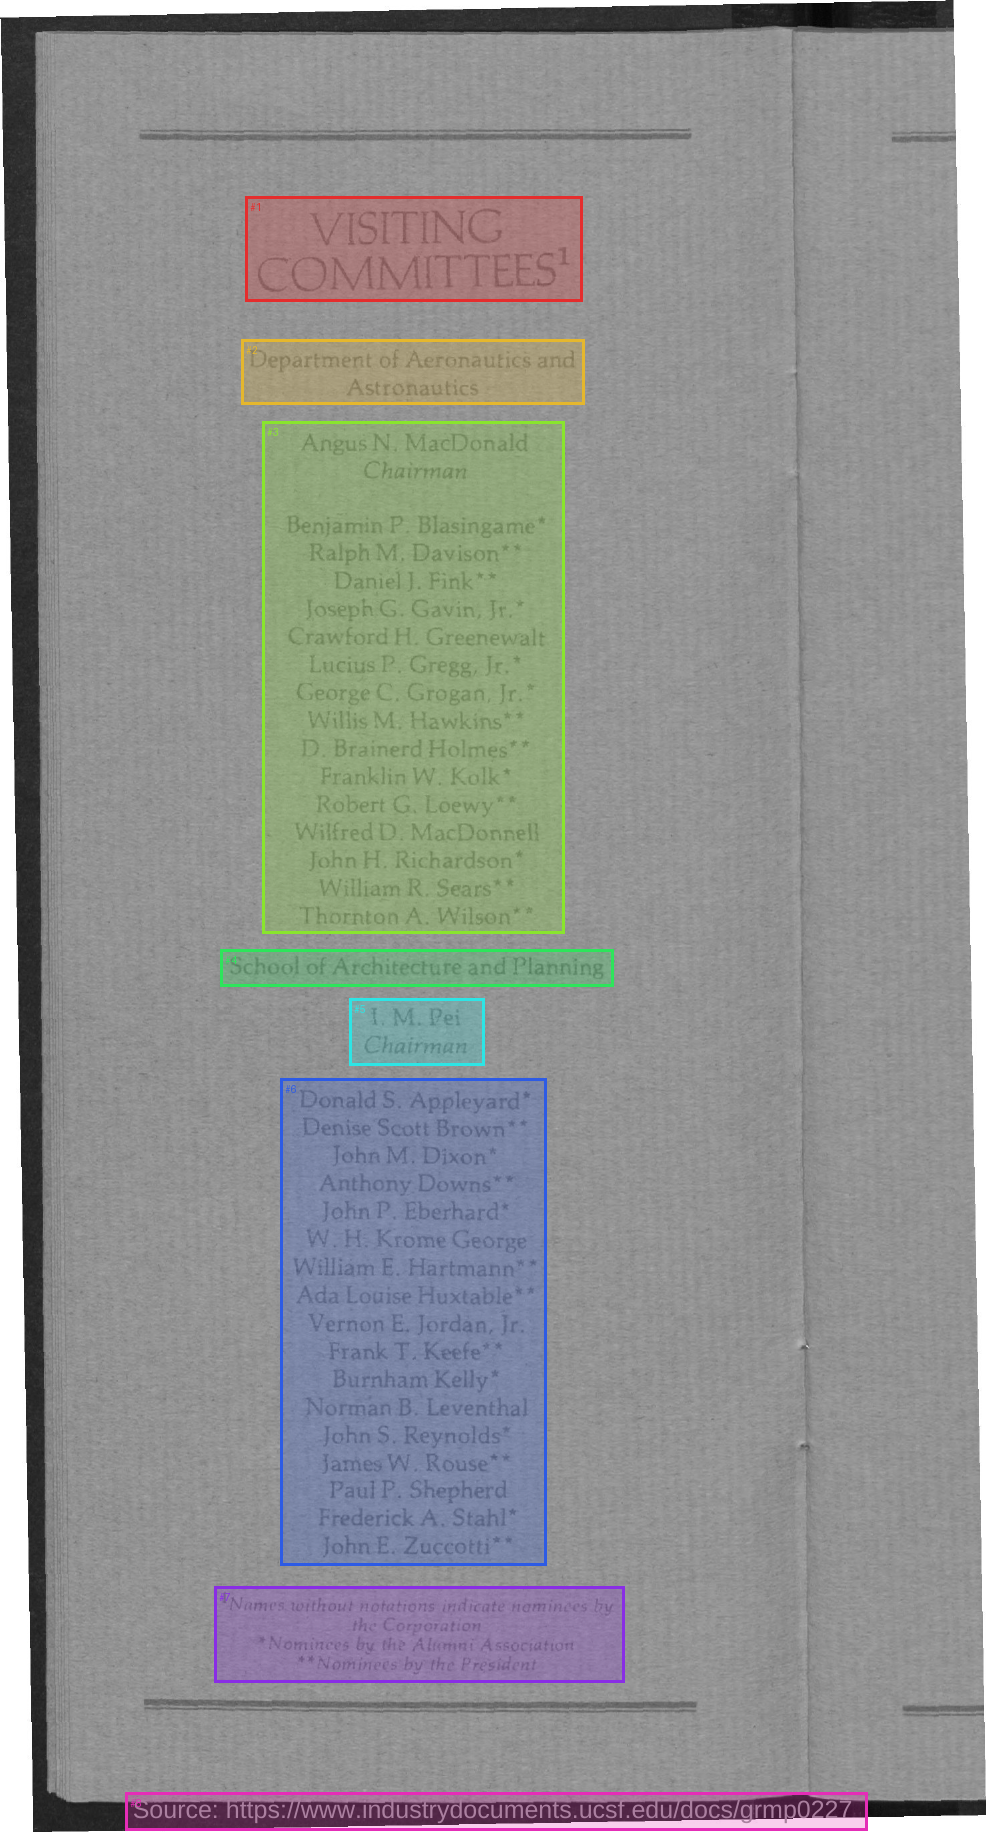 VISITING
COMMITTEES¹
Department of Aeronautics and
Astronautics
Angus N. MacDonald
Chairman
Benjamin P. Blasingame*
Ralph M. Davison**
Daniel J. Fink**
Joseph G. Gavin, Jr.*
Crawford H. Greenewalt
Lucius P. Gregg, Jr.*
George C. Grogan, Jr.*
Willis M. Hawkins**
D. Brainerd Holmes**
Franklin W. Kolk*
Robert G. Loewy**
Wilfred D. MacDonnell
John H. Richardson*
William R. Sears**
Thornton A. Wilson**
School of Architecture and Planning
I. M. Pei
Chairman
Donald S. Appleyard*
Denise Scott Brown**
John M. Dixon*
Anthony Downs**
John P. Eberhard*
W. H. Krome George
William E. Hartmann**
Ada Louise Huxtable**
Vernon E. Jordan, Jr.
Frank T. Keefe**
Burnham Kelly*
Norman B. Leventhal
John S. Reynolds*
James W. Rouse**
Paul P. Shepherd
Frederick A. Stahl*
John E. Zuccotti**
Names without notations indicate nominees by
the Corporation
*Nominees by the Alumni Association
**Nominees by the President
Source: https://www.industrydocuments.ucsf.edu/docs/grmp0227